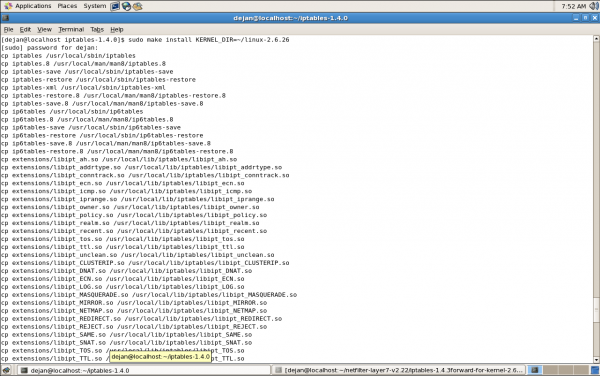 Applications Places System
7:52 AM
dejan@localhost:~/iptables-1.4.0
File Edit View Terminal Tabs Help
[dejan@localhost iptables-1.4.0]$ sudo make install KERNEL_DIR=~/linux-2.6.26
[sudo] password for dejan:
cp iptables /usr/local/sbin/iptables
cp iptables.8 /usr/local/man/man8/iptables.8
cp iptables-save /usr/local/sbin/iptables-save
cp iptables-restore /usr/local/sbin/iptables-restore
cp iptables-xml /usr/local/sbin/iptables-xml
cp iptables-restore.8 /usr/local/man/man8/iptables-restore.8
cp iptables-save.8 /usr/local/man/man8/iptables-save.8
cp ip6tables /usr/local/sbin/ip6tables
cp ip6tables.8 /usr/local/man/man8/ip6tables.8
cp ip6tables-save /usr/local/sbin/ip6tables-save
cp ip6tables-restore /usr/local/sbin/ip6tables-restore
cp ip6tables-save.8 /usr/local/man/man8/ip6tables-save.8
cp ip6tables-restore.8 /usr/local/man/man8/ip6tables-restore.8
cp extensions/libipt_ah.so /usr/local/lib/iptables/libipt_ah.so
cp extensions/libipt_addrtype.so /usr/local/lib/iptables/libipt_addrtype.so
cp extensions/libipt_conntrack.so /usr/local/lib/iptables/libipt_conntrack.so
cp extensions/libipt_ecn.so /usr/local/lib/iptables/libipt_ecn.so
cp extensions/libipt_icmp.so /usr/local/lib/iptables/libipt_icmp.so
cp extensions/libipt_iprange.so /usr/local/lib/iptables/libipt_iprange.so
cp extensions/libipt_owner.so /usr/local/lib/iptables/libipt_owner.so
cp extensions/libipt_policy.so /usr/local/lib/iptables/libipt_policy.so
cp extensions/libipt_realm.so /usr/local/lib/iptables/libipt_realm.so
cp extensions/libipt_recent.so /usr/local/lib/iptables/libipt_recent.so
cp extensions/libipt_tos.so /usr/local/lib/iptables/libipt_tos.so
cp extensions/libipt_ttl.so /usr/local/lib/iptables/libipt_ttl.so
cp extensions/libipt_unclean.so /usr/local/lib/iptables/libipt_unclean.so
cp extensions/libipt_CLUSTERIP.so /usr/local/lib/iptables/libipt_CLUSTERIP.so
cp extensions/libipt_DNAT.so /usr/local/lib/iptables/libipt_DNAT.so
cp extensions/libipt_ECN.so /usr/local/lib/iptables/libipt_ECN.so
cp extensions/libipt_LOG.so /usr/local/lib/iptables/libipt_LOG.so
cp extensions/libipt_MASQUERADE.so /usr/local/lib/iptables/libipt_MASQUERADE.so
cp extensions/libipt_MIRROR.so /usr/local/lib/iptables/libipt_MIRROR.so
cp extensions/libipt_NETMAP.so /usr/local/lib/iptables/libipt_NETMAP.so
cp extensions/libipt_REDIRECT.so /usr/local/lib/iptables/libipt_REDIRECT.so
cp extensions/libipt_REJECT.so /usr/local/lib/iptables/libipt_REJECT.so
cp extensions/libipt_SAME.so /usr/local/lib/iptables/libipt_SAME.so
cp extensions/libipt_SNAT.so /usr/local/lib/iptables/libipt_SNAT.so
cp extensions/libipt_TOS.so
_TOS.so
cp extensions/libipt_TTL.so /
_TTL.so
dejan@localhost:~/iptables-1.4.0
dejan@localhost:~/iptables-1.4.0
[dejan@localhost:~/netfilter-layer7-v2.22/iptables-1.4.3forward-for-kernel-2.6...